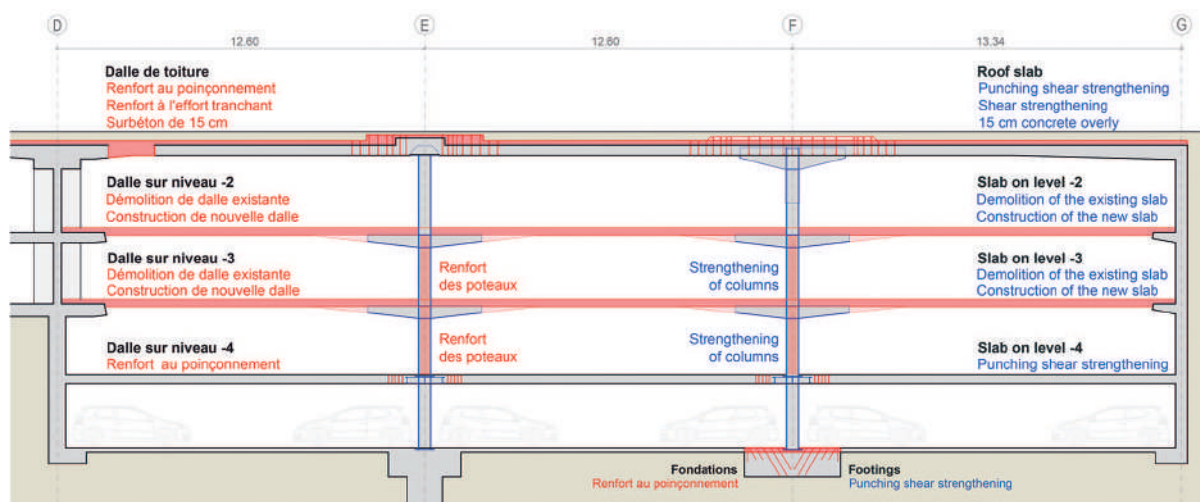 D E F G
12.60 12.60 13.34
Dalle de toiture
Renfort au poinçonnement
Renfort à l'effort tranchant
Surbéton de 15 cm
Roof slab
Punching shear strengthening
Shear strengthening
15 cm concrete overly
Dalle sur niveau -2
Démolition de dalle existante
Construction de nouvelle dalle
Slab on level -2
Demolition of the existing slab
Construction of the new slab
Dalle sur niveau -3
Démolition de dalle existante
Construction de nouvelle dalle
Renfort
des poteaux
Strengthening
of columns
Slab on level -3
Demolition of the existing slab
Construction of the new slab
Dalle sur niveau -4
Renfort au poinçonnement
Renfort
des poteaux
Strengthening
of columns
Slab on level -4
Punching shear strengthening
Fondations
Renfort au poinçonnement
Footings
Punching shear strengthening